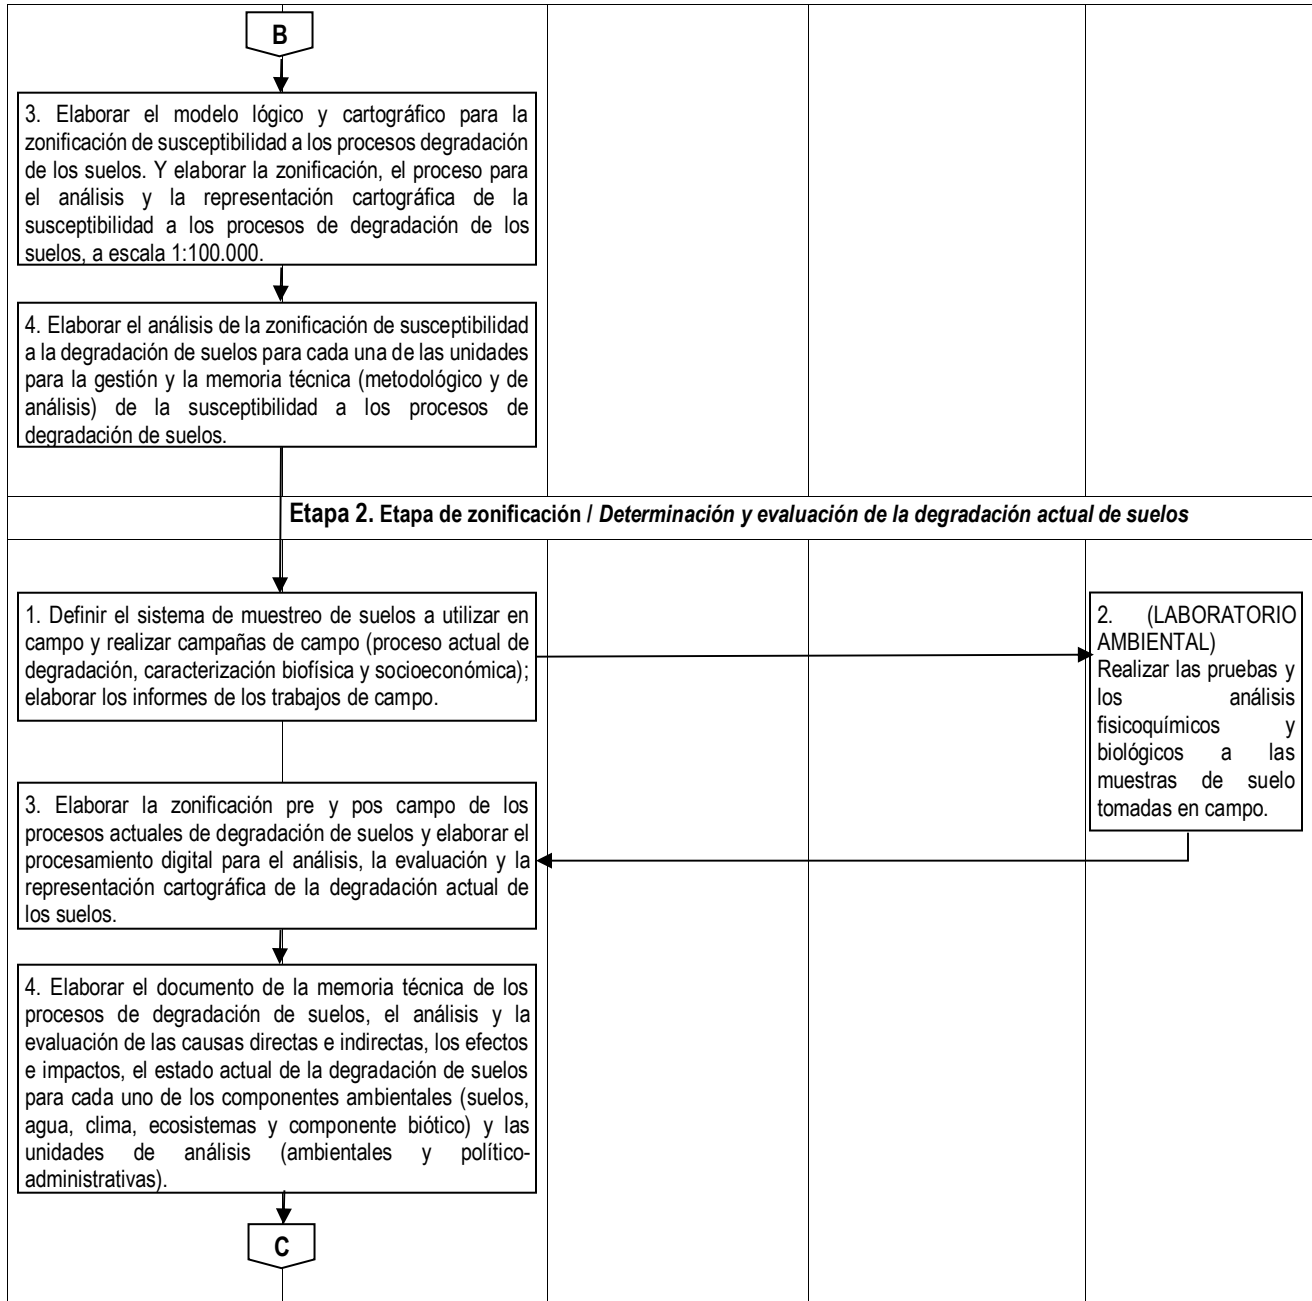 B
3. Elaborar el modelo lógico y cartográfico para la
zonificación de susceptibilidad a los procesos degradación
de los suelos. Y elaborar la zonificación, el proceso para
el análisis y la representación cartográfica de la
susceptibilidad a los procesos de degradación de los
suelos, a escala 1:100.000.
4. Elaborar el análisis de la zonificación de susceptibilidad
a la degradación de suelos para cada una de las unidades
para la gestión y la memoria técnica (metodológico y de
análisis) de la susceptibilidad a los procesos de
degradación de suelos.
Etapa 2. Etapa de zonificación / Determinación y evaluación de la degradación actual de suelos
1. Definir el sistema de muestreo de suelos a utilizar en
campo y realizar campañas de campo (proceso actual de
degradación, caracterización biofísica y socioeconómica);
elaborar los informes de los trabajos de campo.
2. (LABORATORIO
AMBIENTAL)
Realizar las pruebas y
los análisis
fisicoquímicos y
biológicos a las
muestras de suelo
tomadas en campo.
3. Elaborar la zonificación pre y pos campo de los
procesos actuales de degradación de suelos y elaborar el
procesamiento digital para el análisis, la evaluación y la
representación cartográfica de la degradación actual de
los suelos.
4. Elaborar el documento de la memoria técnica de los
procesos de degradación de suelos, el análisis y la
evaluación de las causas directas e indirectas, los efectos
e impactos, el estado actual de la degradación de suelos
para cada uno de los componentes ambientales (suelos,
agua, clima, ecosistemas y componente biótico) y las
unidades de análisis (ambientales y político-
administrativas).
C